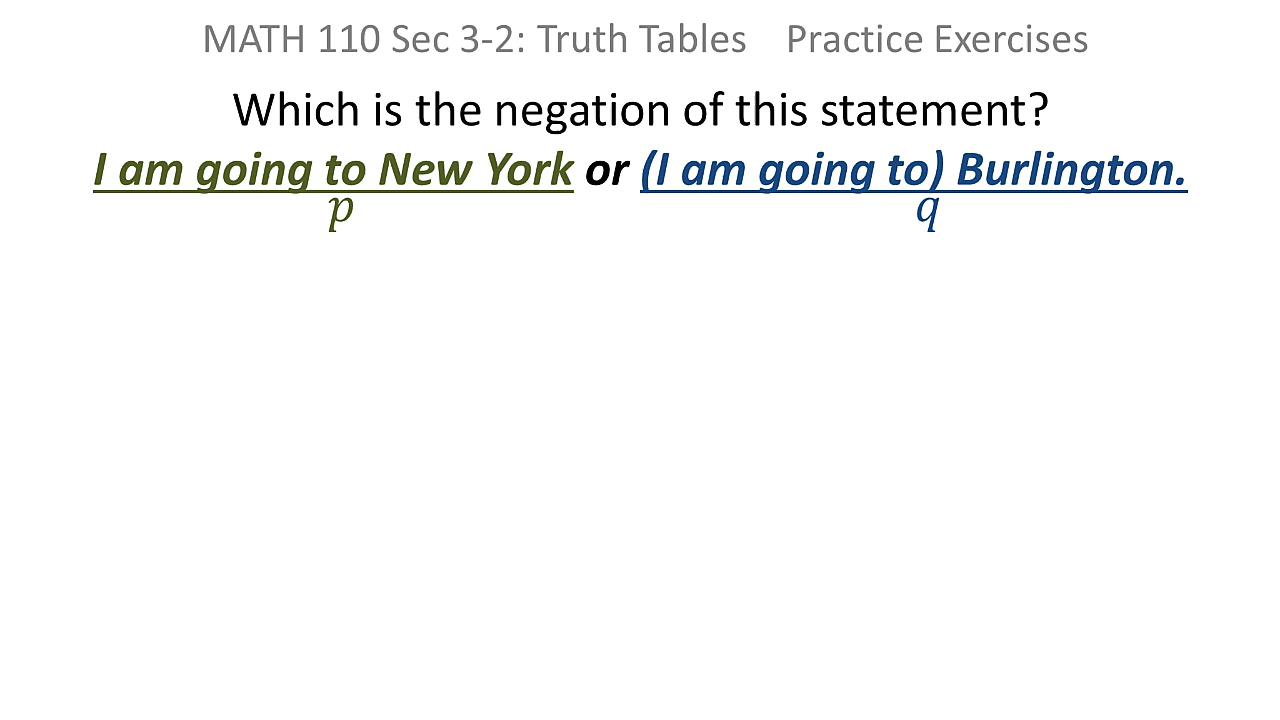 MATH 110 Sec 3-2: Truth Tables Practice Exercises
Which is the negation of this statement?
I am going to New York or (I am going to) Burlington.
p q